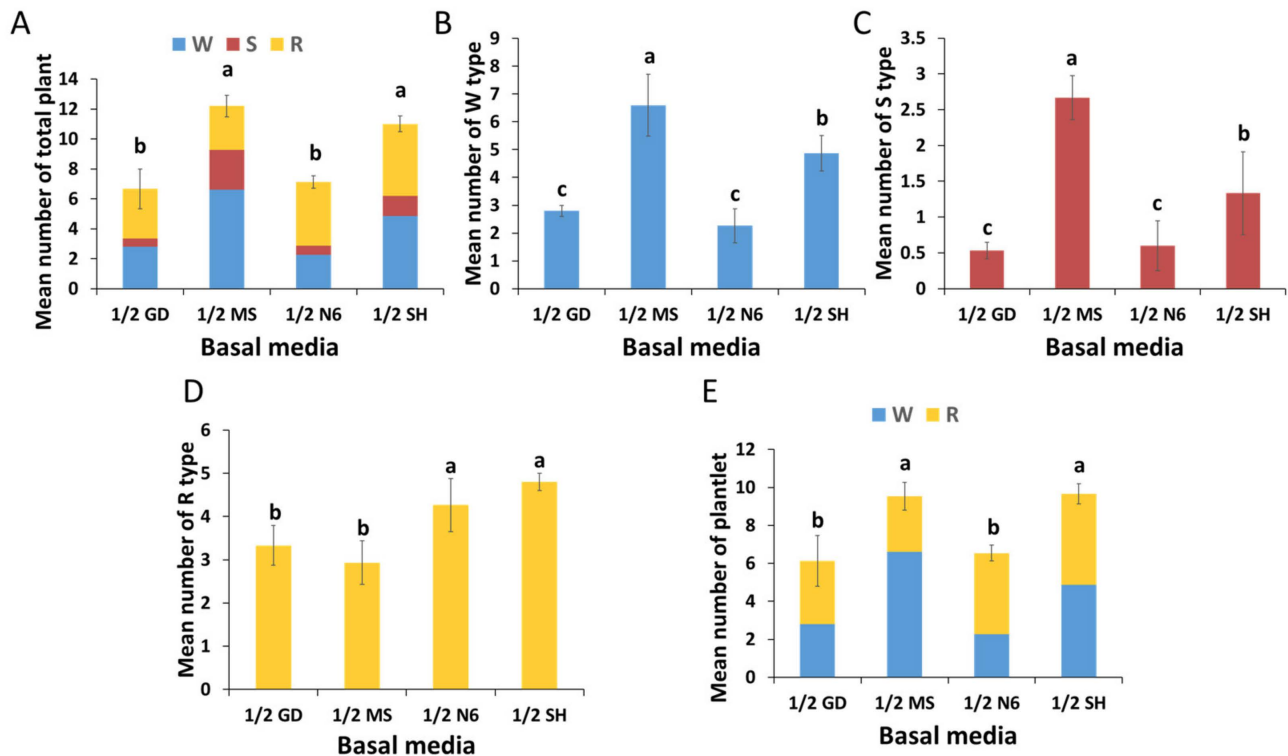 A
W S R
Mean number of total plant
14
12
10
8
6
4
2
0
b
a
b
a
1/2 GD 1/2 MS 1/2 N6 1/2 SH
Basal media
B
Mean number of W type
9
8
7
6
5
4
3
2
1
0
c
a
c
b
1/2 GD 1/2 MS 1/2 N6 1/2 SH
Basal media
C
Mean number of S type
3.5
3
2.5
2
1.5
1
0.5
0
c
a
c
b
1/2 GD 1/2 MS 1/2 N6 1/2 SH
Basal media
D
Mean number of R type
6
5
4
3
2
1
0
b
b
a
a
1/2 GD 1/2 MS 1/2 N6 1/2 SH
Basal media
E
W R
Mean number of plantlet
12
10
8
6
4
2
0
b
a
b
a
1/2 GD 1/2 MS 1/2 N6 1/2 SH
Basal media